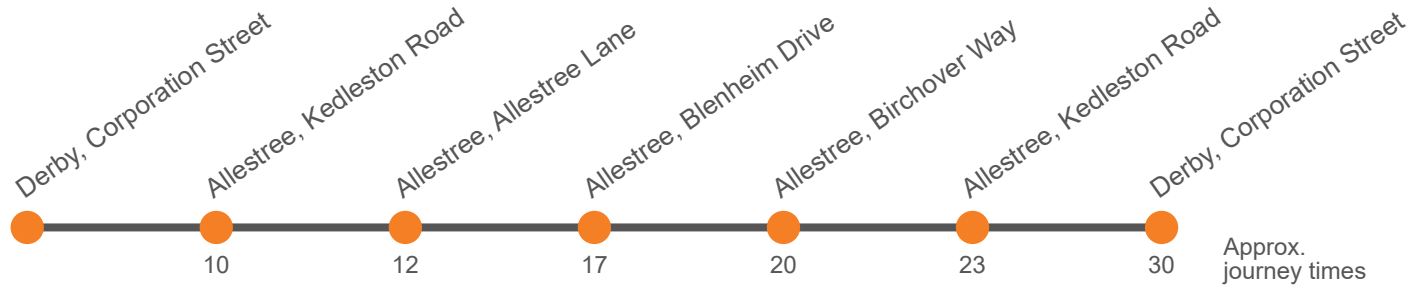 Derby, Corporation Street
Allestree, Kedleston Road
Allestree, Allestree Lane
Allestree, Blenheim Drive
Allestree, Birchover Way
Allestree, Kedleston Road
Derby, Corporation Street
10
12
17
20
23
30
Approx.
journey times